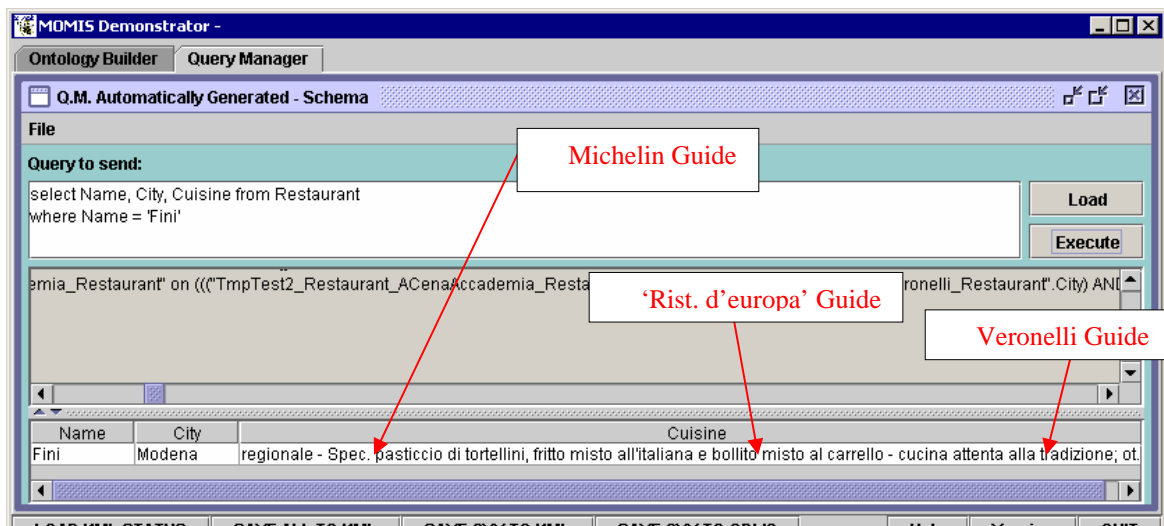 MOMIS Demonstrator -
Ontology Builder Query Manager
Q.M. Automatically Generated - Schema
File
Michelin Guide
Query to send:
select Name, City, Cuisine from Restaurant
where Name = 'Fini'
Load
Execute
emia_Restaurant" on ((("TmpTest2_Restaurant_ACenaAccademia_Resta ronelli_Restaurant".City) AND
'Rist. d'europa' Guide
Veronelli Guide
Name City Cuisine
Fini Modena regionale - Spec. pasticcio di tortellini, fritto misto all'italiana e bollito misto al carrello - cucina attenta alla tradizione; ot.